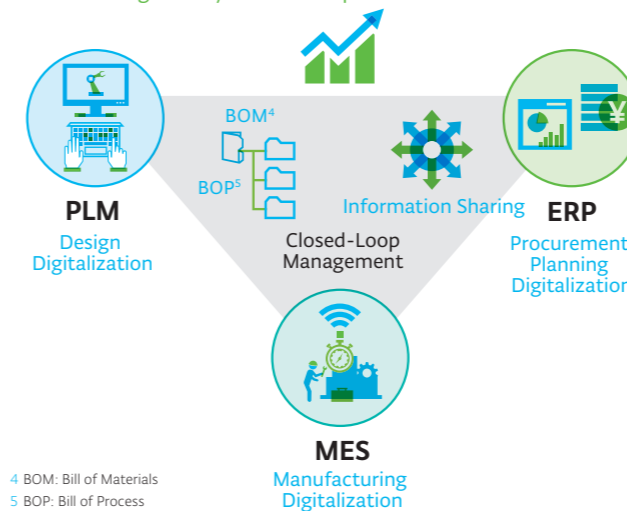 BOM4
BOP5
Information Sharing
Closed-Loop
Management
PLM
Design
Digitalization
ERP
Procurement
Planning
Digitalization
¥
MES
Manufacturing
Digitalization
4 BOM: Bill of Materials
5 BOP: Bill of Process